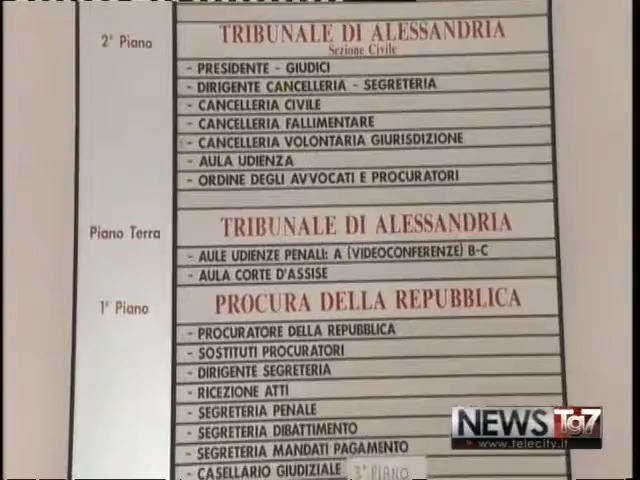 2° Piano
TRIBUNALE DI ALESSANDRIA
Sezione Civile
- PRESIDENTE - GIUDICI
- DIRIGENTE CANCELLERIA - SEGRETERIA
- CANCELLERIA CIVILE
- CANCELLERIA FALLIMENTARE
- CANCELLERIA VOLONTARIA GIURISDIZIONE
- AULA UDIENZA
- ORDINE DEGLI AVVOCATI E PROCURATORI
Piano Terra
TRIBUNALE DI ALESSANDRIA
- AULE UDIENZE PENALI: A (VIDEOCONFERENZE) B-C
- AULA CORTE D'ASSISE
1° Piano
PROCURA DELLA REPUBBLICA
- PROCURATORE DELLA REPUBBLICA
- SOSTITUTI PROCURATORI
- DIRIGENTE SEGRETERIA
- RICEZIONE ATTI
- SEGRETERIA PENALE
- SEGRETERIA DIBATTIMENTO
- SEGRETERIA MANDATI PAGAMENTO
- CASELLARIO GIUDIZIALE 3° PIANO
NEWS Tg7
www.telecity.it